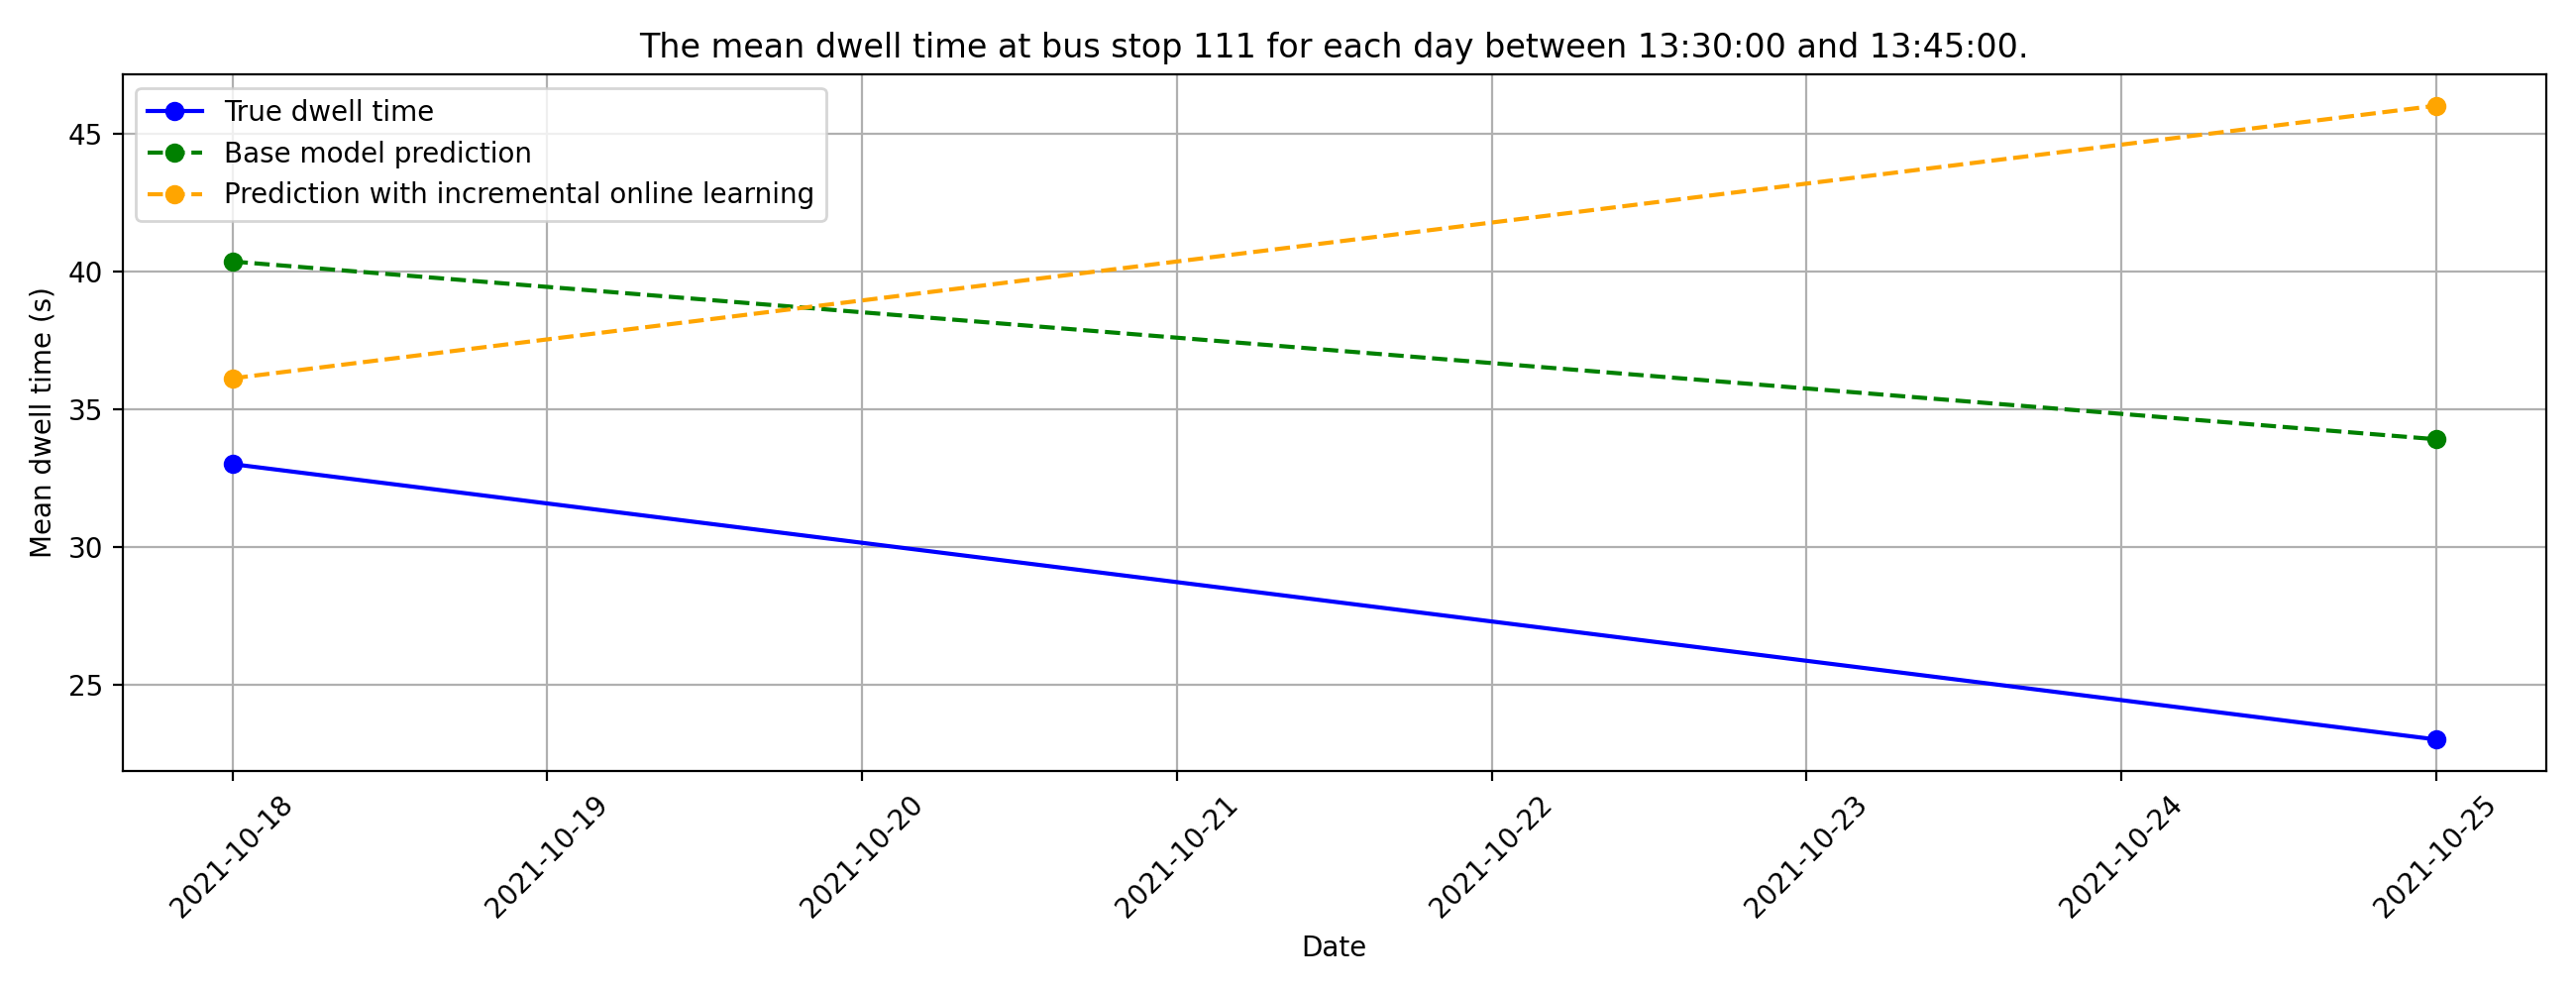 The mean dwell time at bus stop 111 for each day between 13:30:00 and 13:45:00.
True dwell time
Base model prediction
Prediction with incremental online learning
Mean dwell time (s)
45
40
35
30
25
2021-10-18
2021-10-19
2021-10-20
2021-10-21
2021-10-22
2021-10-23
2021-10-24
2021-10-25
Date